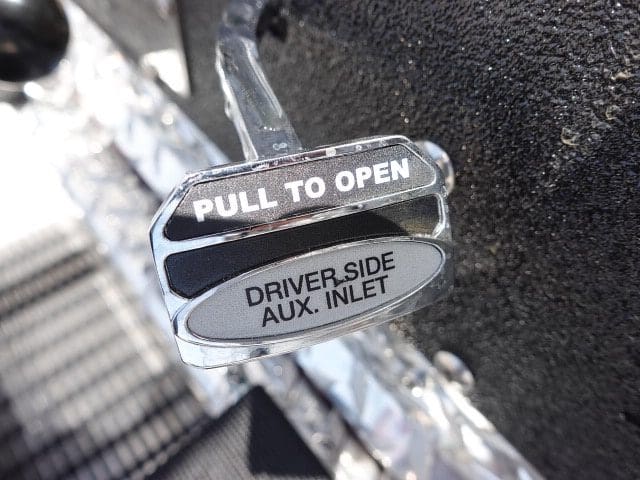 PULL TO OPEN
DRIVER SIDE
AUX. INLET